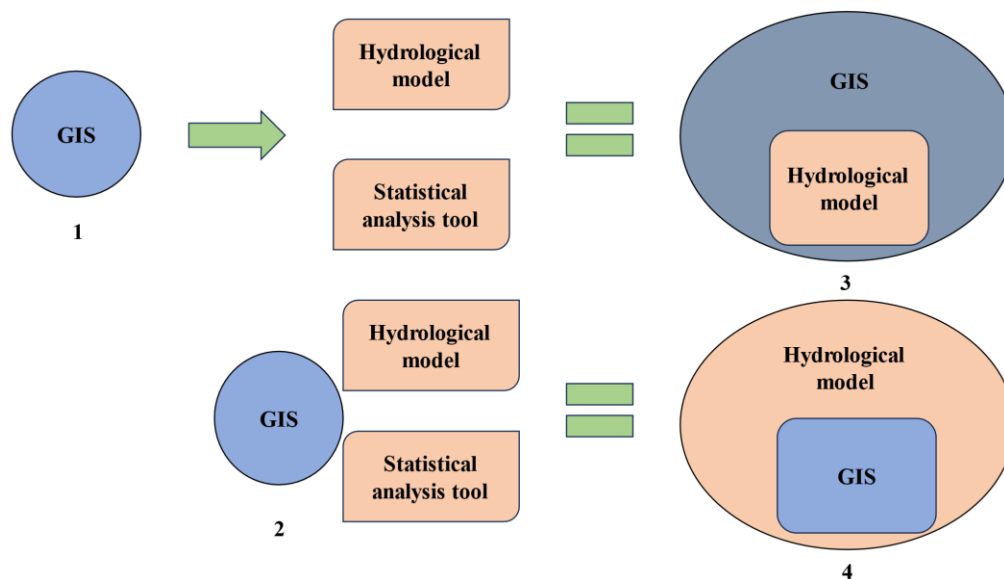 GIS
1
Hydrological
model
Statistical
analysis tool
GIS
Hydrological
model
3
GIS
2
Hydrological
model
Statistical
analysis tool
Hydrological
model
GIS
4